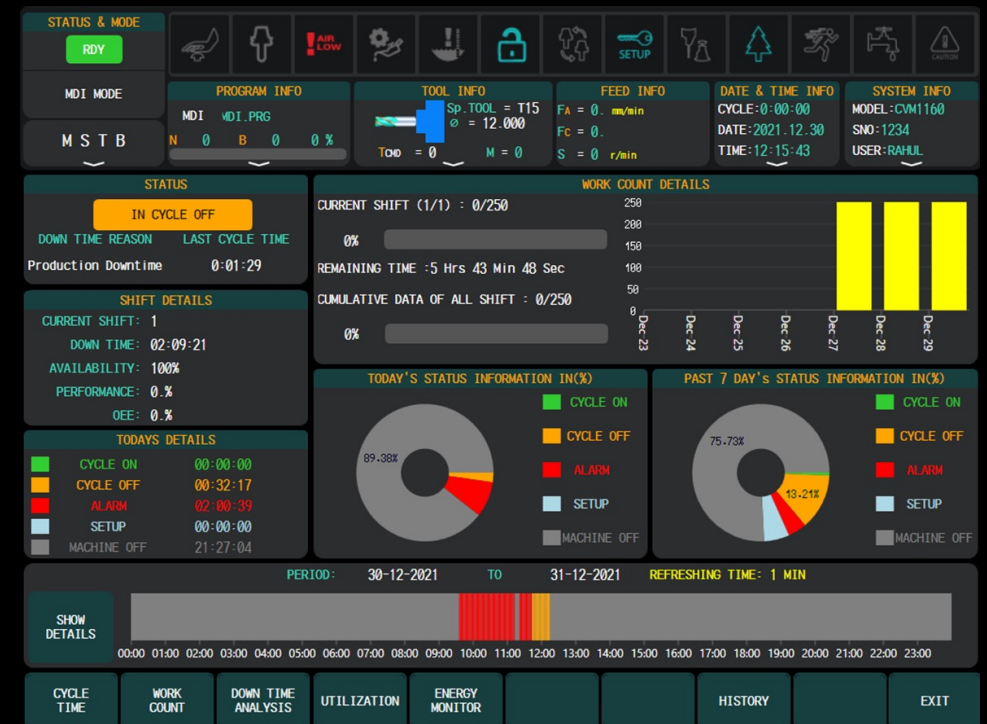 STATUS & MODE
RDY
MDI MODE
M S T B
AIR LOW
SETUP
CAUTION
PROGRAM INFO
MDI MDI.PRG
N 0 B 0 0 %
TOOL INFO
Sp.TOOL = T15
ø = 12.000
TCMD = 0 M = 0
FEED INFO
FA = 0. mm/min
FC = 0.
S = 0 r/min
DATE & TIME INFO
CYCLE:0:00:00
DATE:2021.12.30
TIME:12:15:43
SYSTEM INFO
MODEL:CVM1160
SNO:1234
USER:RAHUL
STATUS
IN CYCLE OFF
DOWN TIME REASON LAST CYCLE TIME
Production Downtime 0:01:29
SHIFT DETAILS
CURRENT SHIFT: 1
DOWN TIME: 02:09:21
AVAILABILITY: 100%
PERFORMANCE: 0.%
OEE: 0.%
TODAYS DETAILS
CYCLE ON 00:00:00
CYCLE OFF 00:32:17
ALARM 02:00:39
SETUP 00:00:00
MACHINE OFF 21:27:04
WORK COUNT DETAILS
CURRENT SHIFT (1/1) : 0/250
0%
REMAINING TIME :5 Hrs 43 Min 48 Sec
CUMULATIVE DATA OF ALL SHIFT : 0/250
0%
250
200
150
100
50
0
Dec 23 Dec 24 Dec 25 Dec 26 Dec 27 Dec 28 Dec 29
TODAY'S STATUS INFORMATION IN(%)
89.38%
CYCLE ON
CYCLE OFF
ALARM
SETUP
MACHINE OFF
PAST 7 DAY's STATUS INFORMATION IN(%)
75.73%
13.21%
CYCLE ON
CYCLE OFF
ALARM
SETUP
MACHINE OFF
PERIOD: 30-12-2021 TO 31-12-2021 REFRESHING TIME: 1 MIN
SHOW
DETAILS
00:00 01:00 02:00 03:00 04:00 05:00 06:00 07:00 08:00 09:00 10:00 11:00 12:00 13:00 14:00 15:00 16:00 17:00 18:00 19:00 20:00 21:00 22:00 23:00
CYCLE
TIME
WORK
COUNT
DOWN TIME
ANALYSIS
UTILIZATION
ENERGY
MONITOR
HISTORY
EXIT